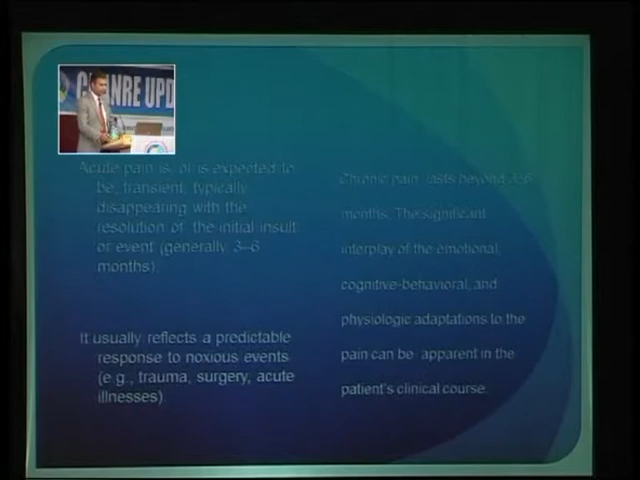 NRE UPD
Acute pain is, or is expected to
be, transient, typically
disappearing with the
resolution of the initial insult
or event (generally 3–6
months).
It usually reflects a predictable
response to noxious events
(e.g., trauma, surgery, acute
illnesses)
Chronic pain lasts beyond 3-6
months. The significant
interplay of the emotional,
cognitive-behavioral, and
physiologic adaptations to the
pain can be apparent in the
patient's clinical course.